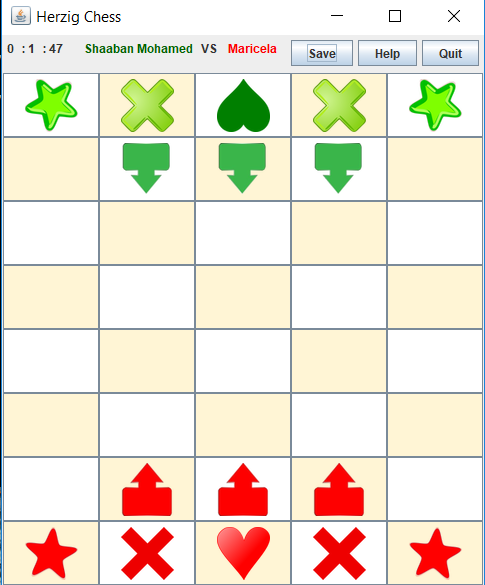 Herzig Chess
0 : 1 : 47 Shaaban Mohamed VS Maricela Save Help Quit